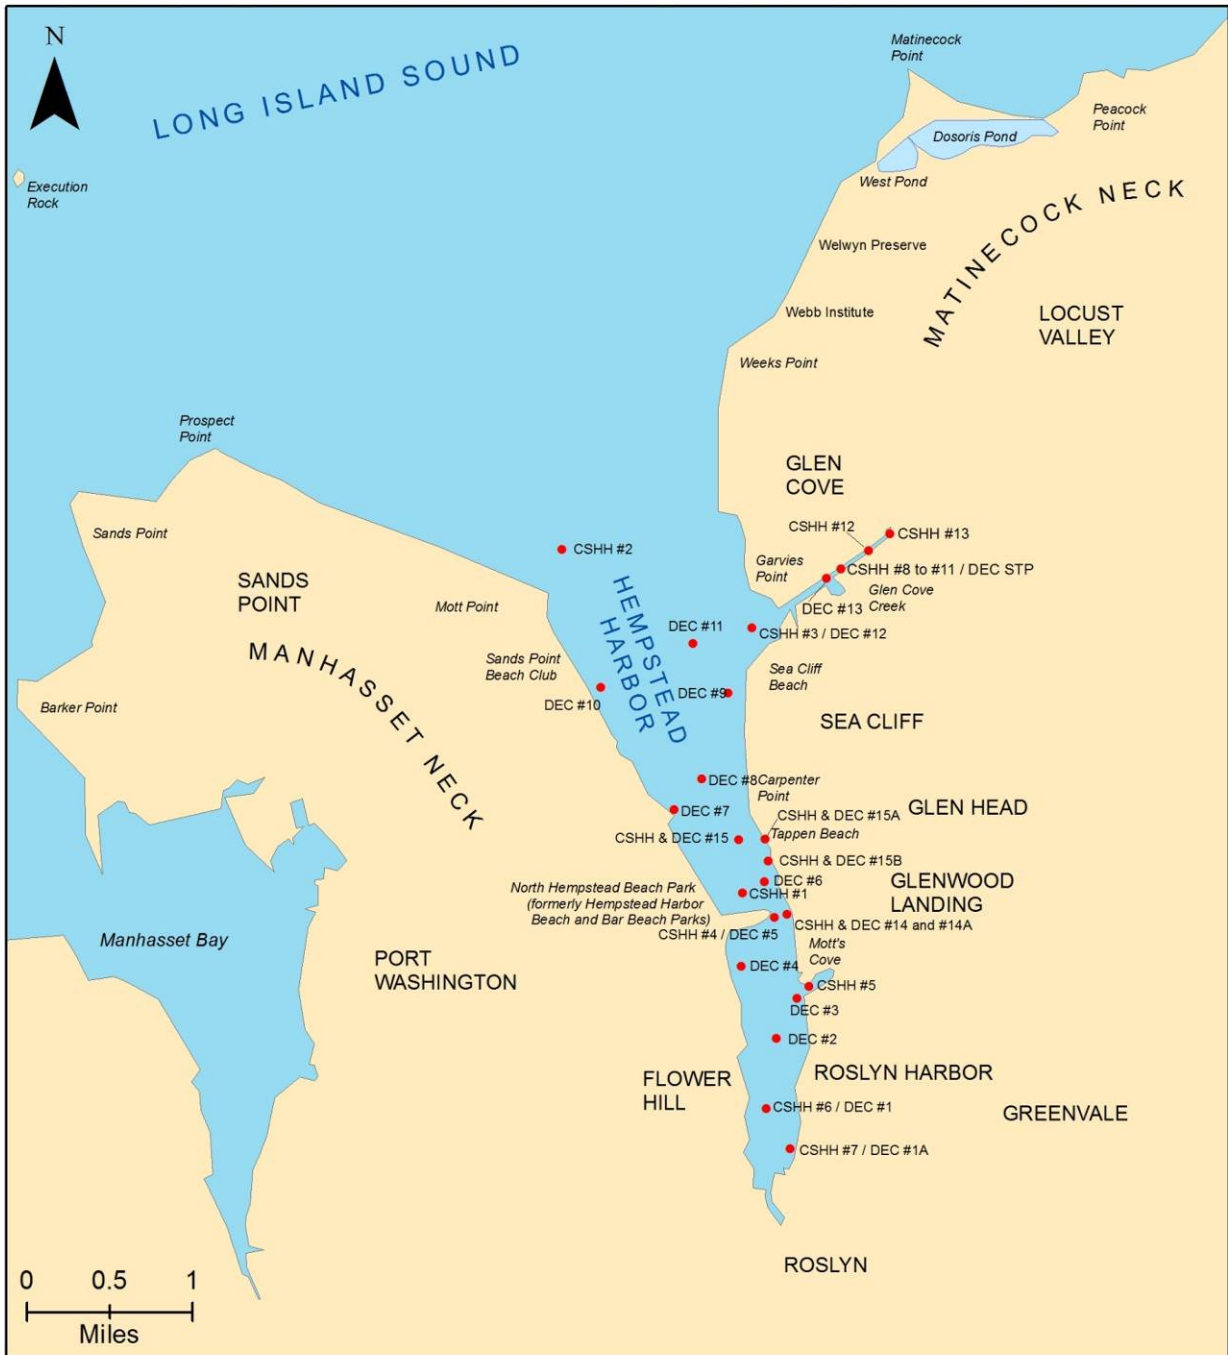 N
LONG ISLAND SOUND
Matinecock
Point
Peacock
Point
Dosoris Pond
West Pond
Execution
Rock
MATINECOCK NECK
Welwyn Preserve
Webb Institute
LOCUST
VALLEY
Weeks Point
Prospect
Point
GLEN
COVE
Sands Point
CSHH #12
CSHH #13
CSHH #2
Garvies
Point
CSHH #8 to #11 / DEC STP
SANDS
POINT
Glen Cove
Creek
DEC #13
Mott Point
HEMPSTEAD
HARBOR
DEC #11
CSHH #3 / DEC #12
MANHASSET NECK
Sands Point
Beach Club
Sea Cliff
Beach
DEC #9
DEC #10
Barker Point
SEA CLIFF
DEC #8
Carpenter
Point
DEC #7
GLEN HEAD
CSHH & DEC #15A
Tappen Beach
CSHH & DEC #15
CSHH & DEC #15B
DEC #6
GLENWOOD
LANDING
North Hempstead Beach Park
(formerly Hempstead Harbor
Beach and Bar Beach Parks)
CSHH #1
CSHH & DEC #14 and #14A
CSHH #4 / DEC #5
Manhasset Bay
Mott's
Cove
PORT
WASHINGTON
DEC #4
CSHH #5
DEC #3
DEC #2
FLOWER
HILL
ROSLYN HARBOR
CSHH #6 / DEC #1
GREENVALE
CSHH #7 / DEC #1A
ROSLYN
0 0.5 1
Miles